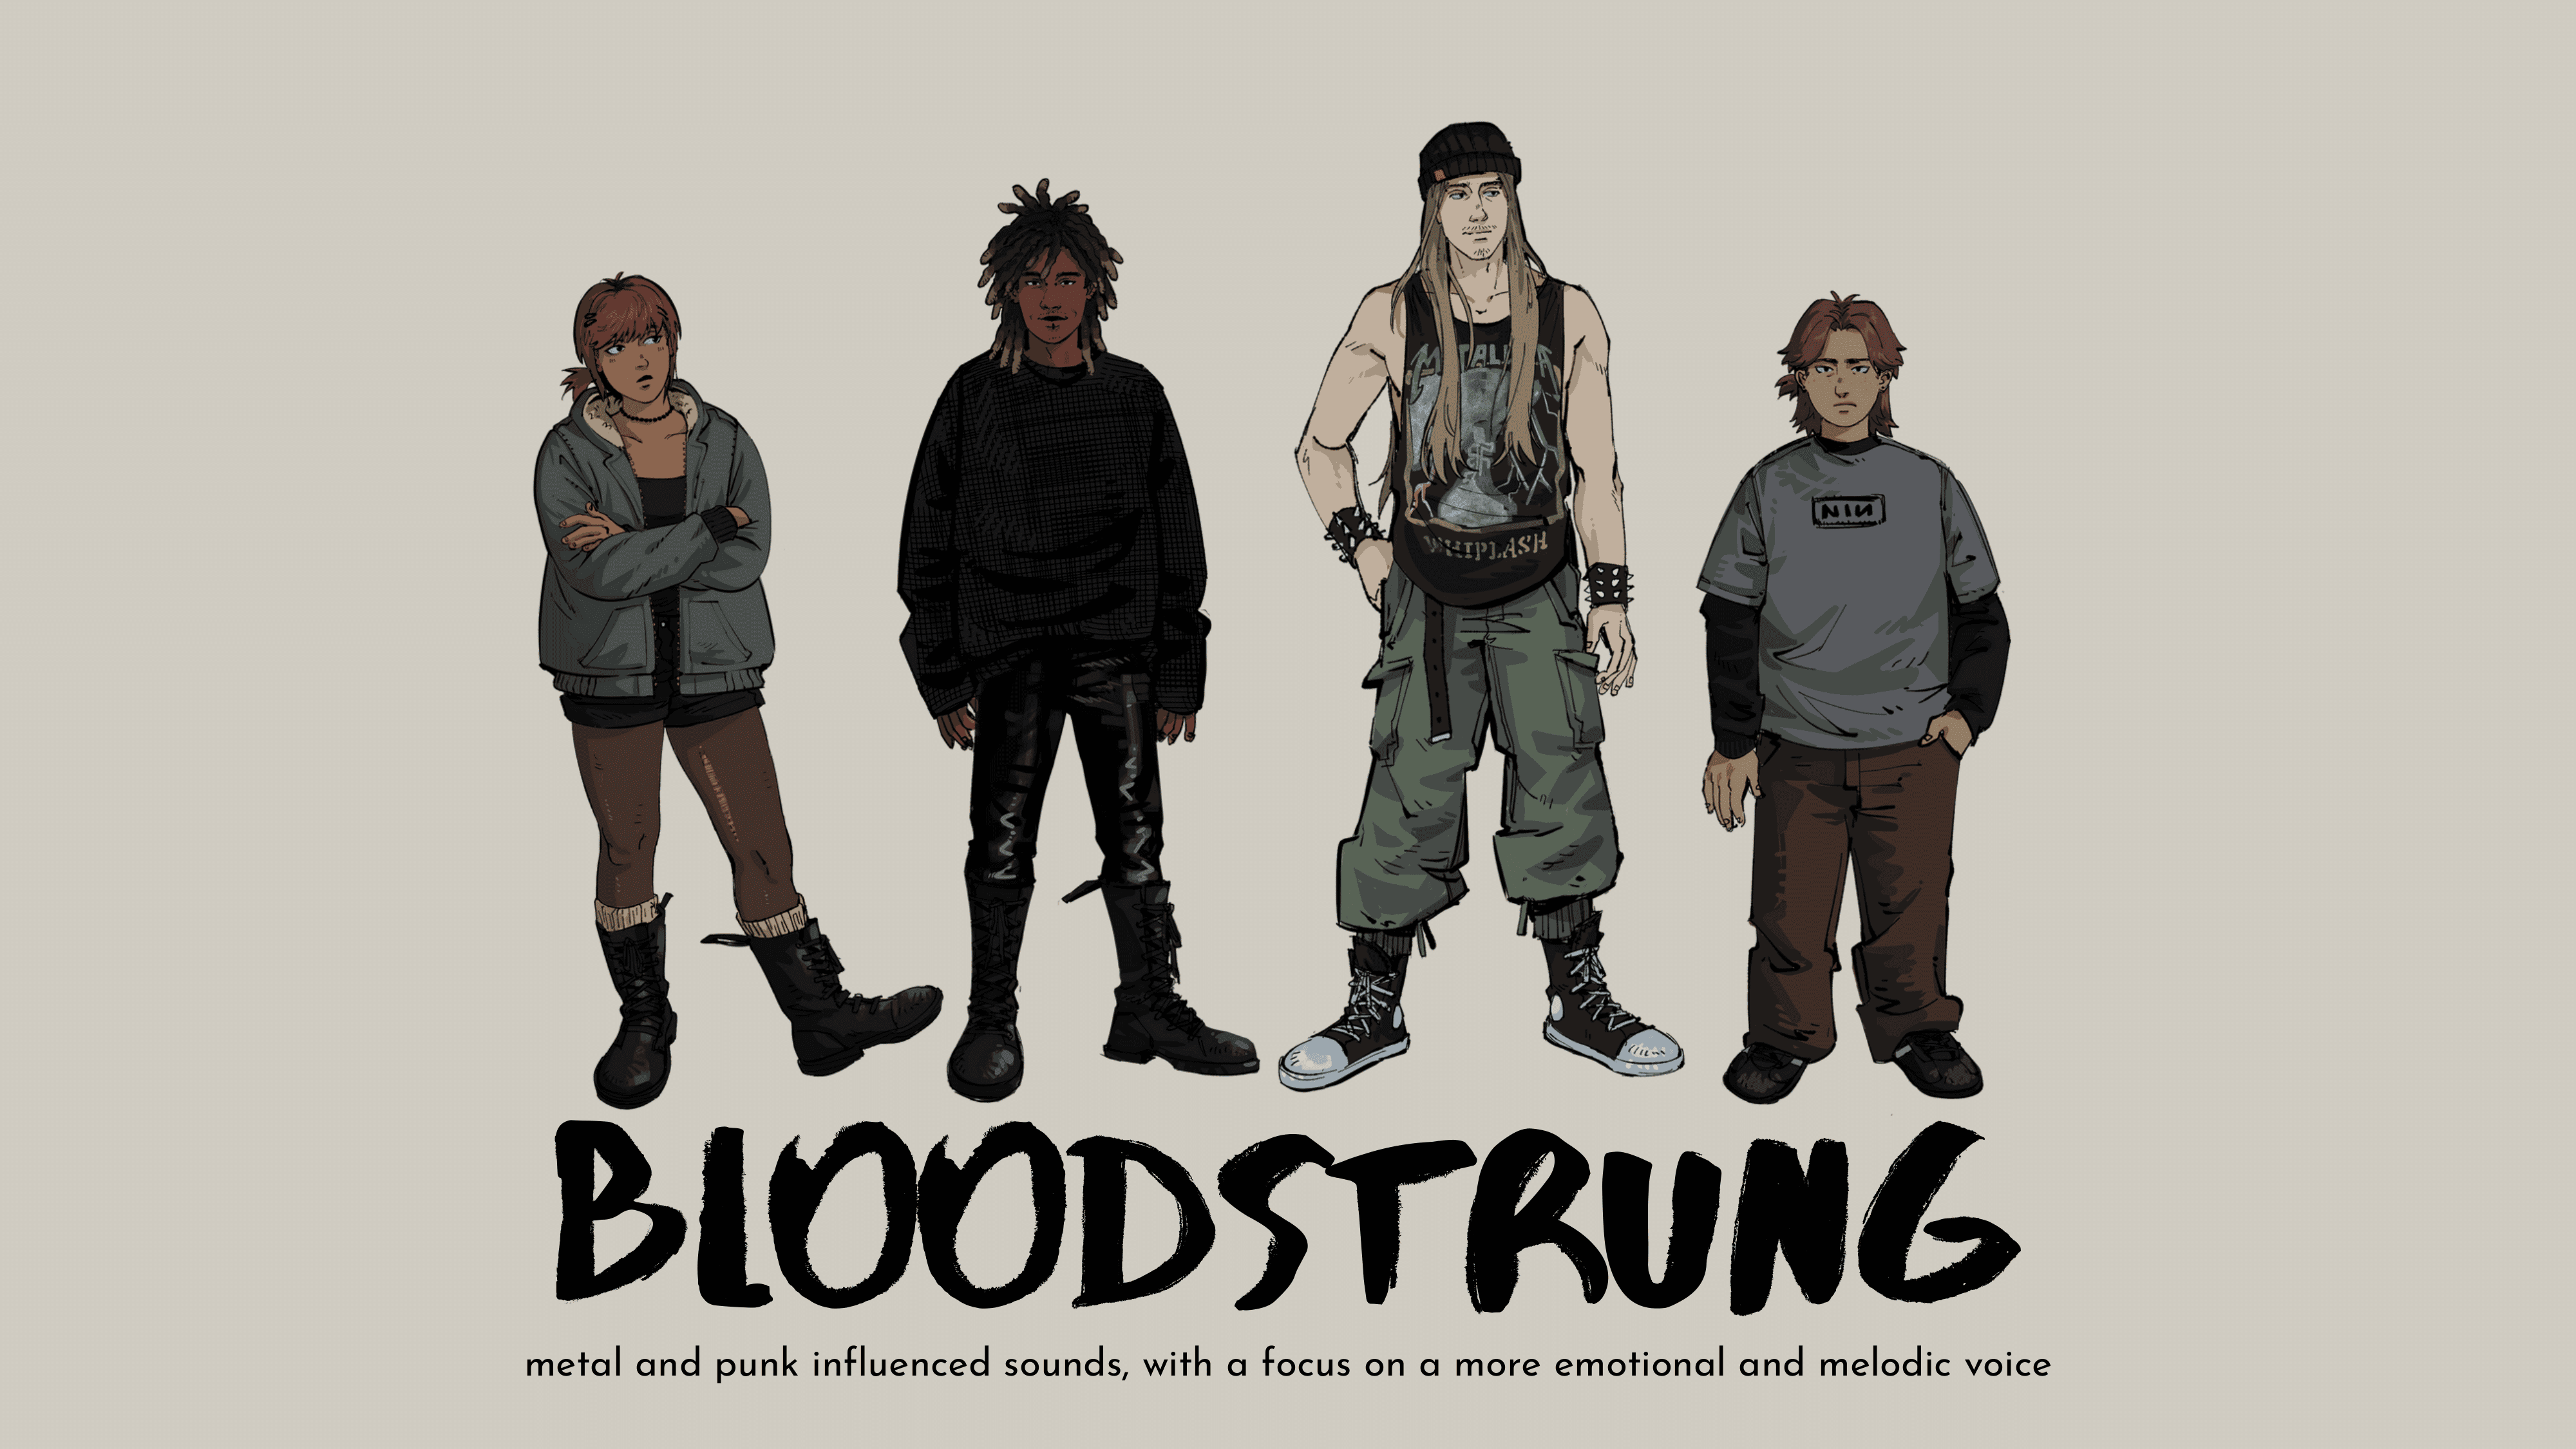 METALLICA
WHIPLASH
NIN
BLOODSTRUNG
metal and punk influenced sounds, with a focus on a more emotional and melodic voice